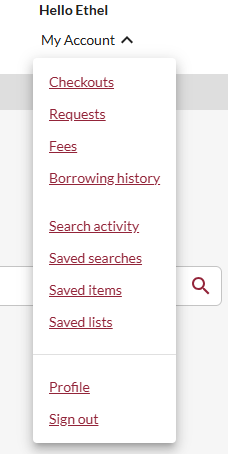 Hello Ethel
My Account
Checkouts
Requests
Fees
Borrowing history
Search activity
Saved searches
Saved items
Saved lists
Profile
Sign out